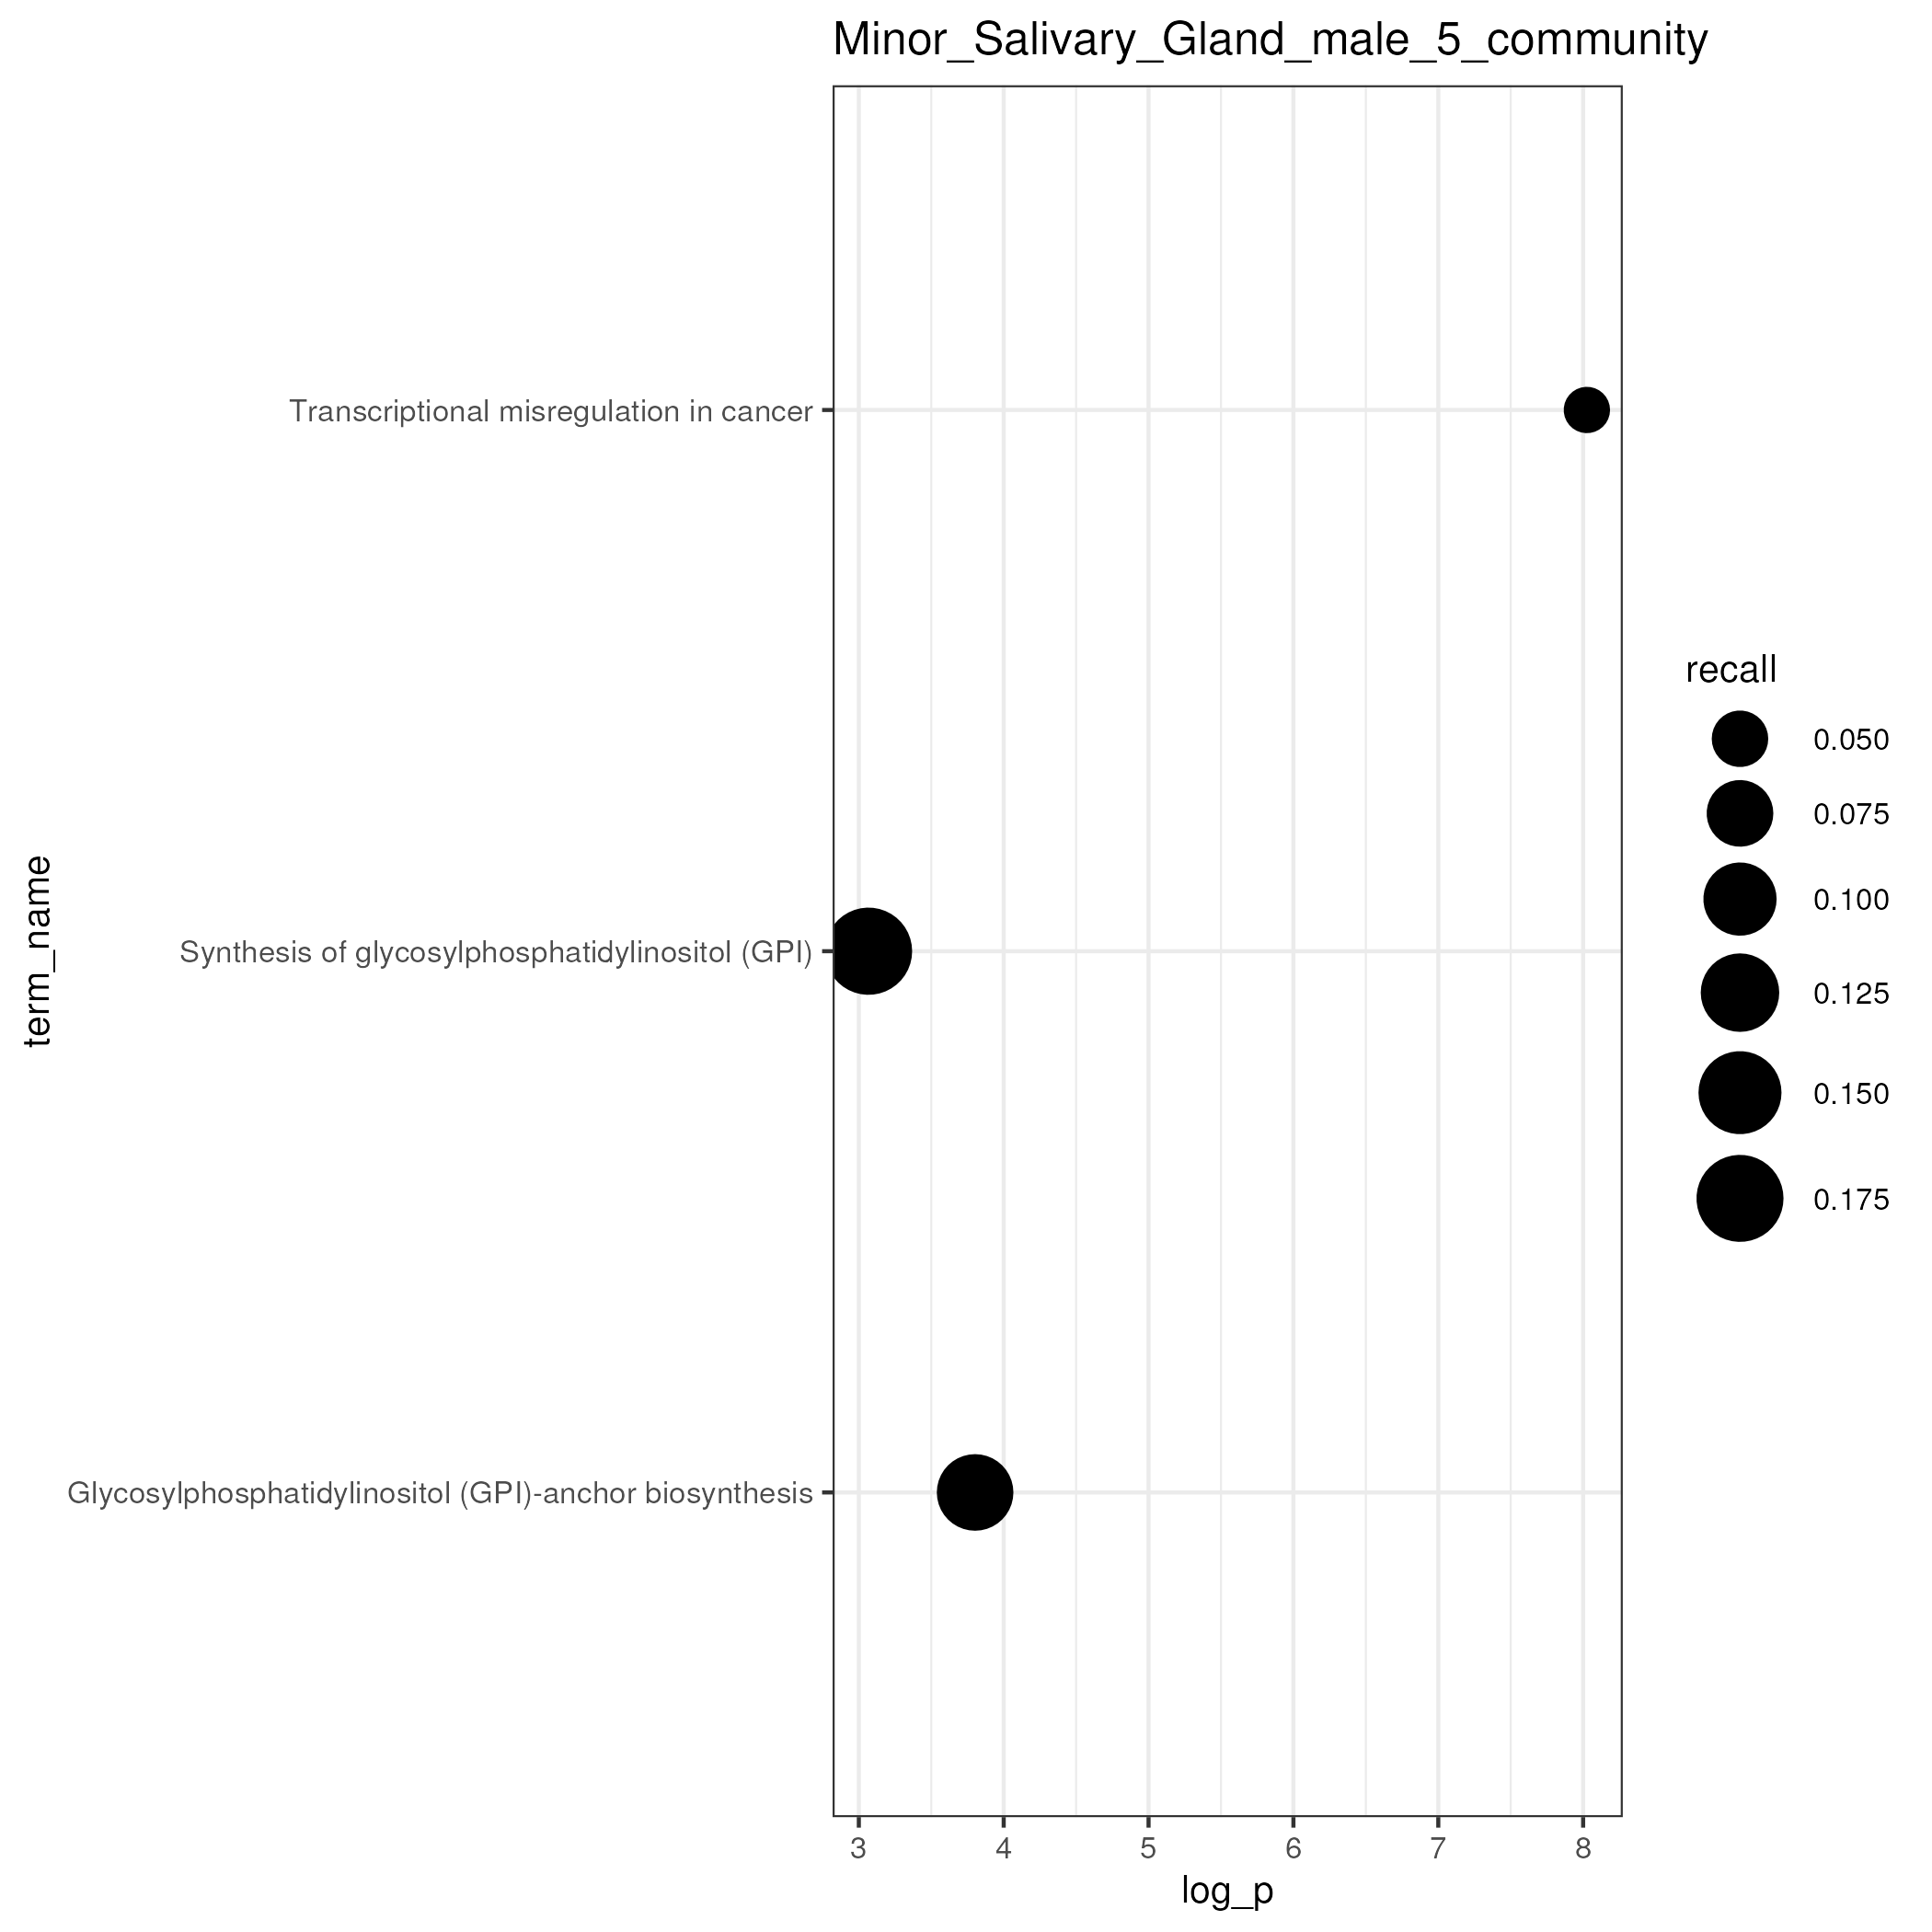 Minor_Salivary_Gland_male_5_community
term_name
Transcriptional misregulation in cancer
Synthesis of glycosylphosphatidylinositol (GPI)
Glycosylphosphatidylinositol (GPI)-anchor biosynthesis
3 4 5 6 7 8
log_p
recall
0.050
0.075
0.100
0.125
0.150
0.175